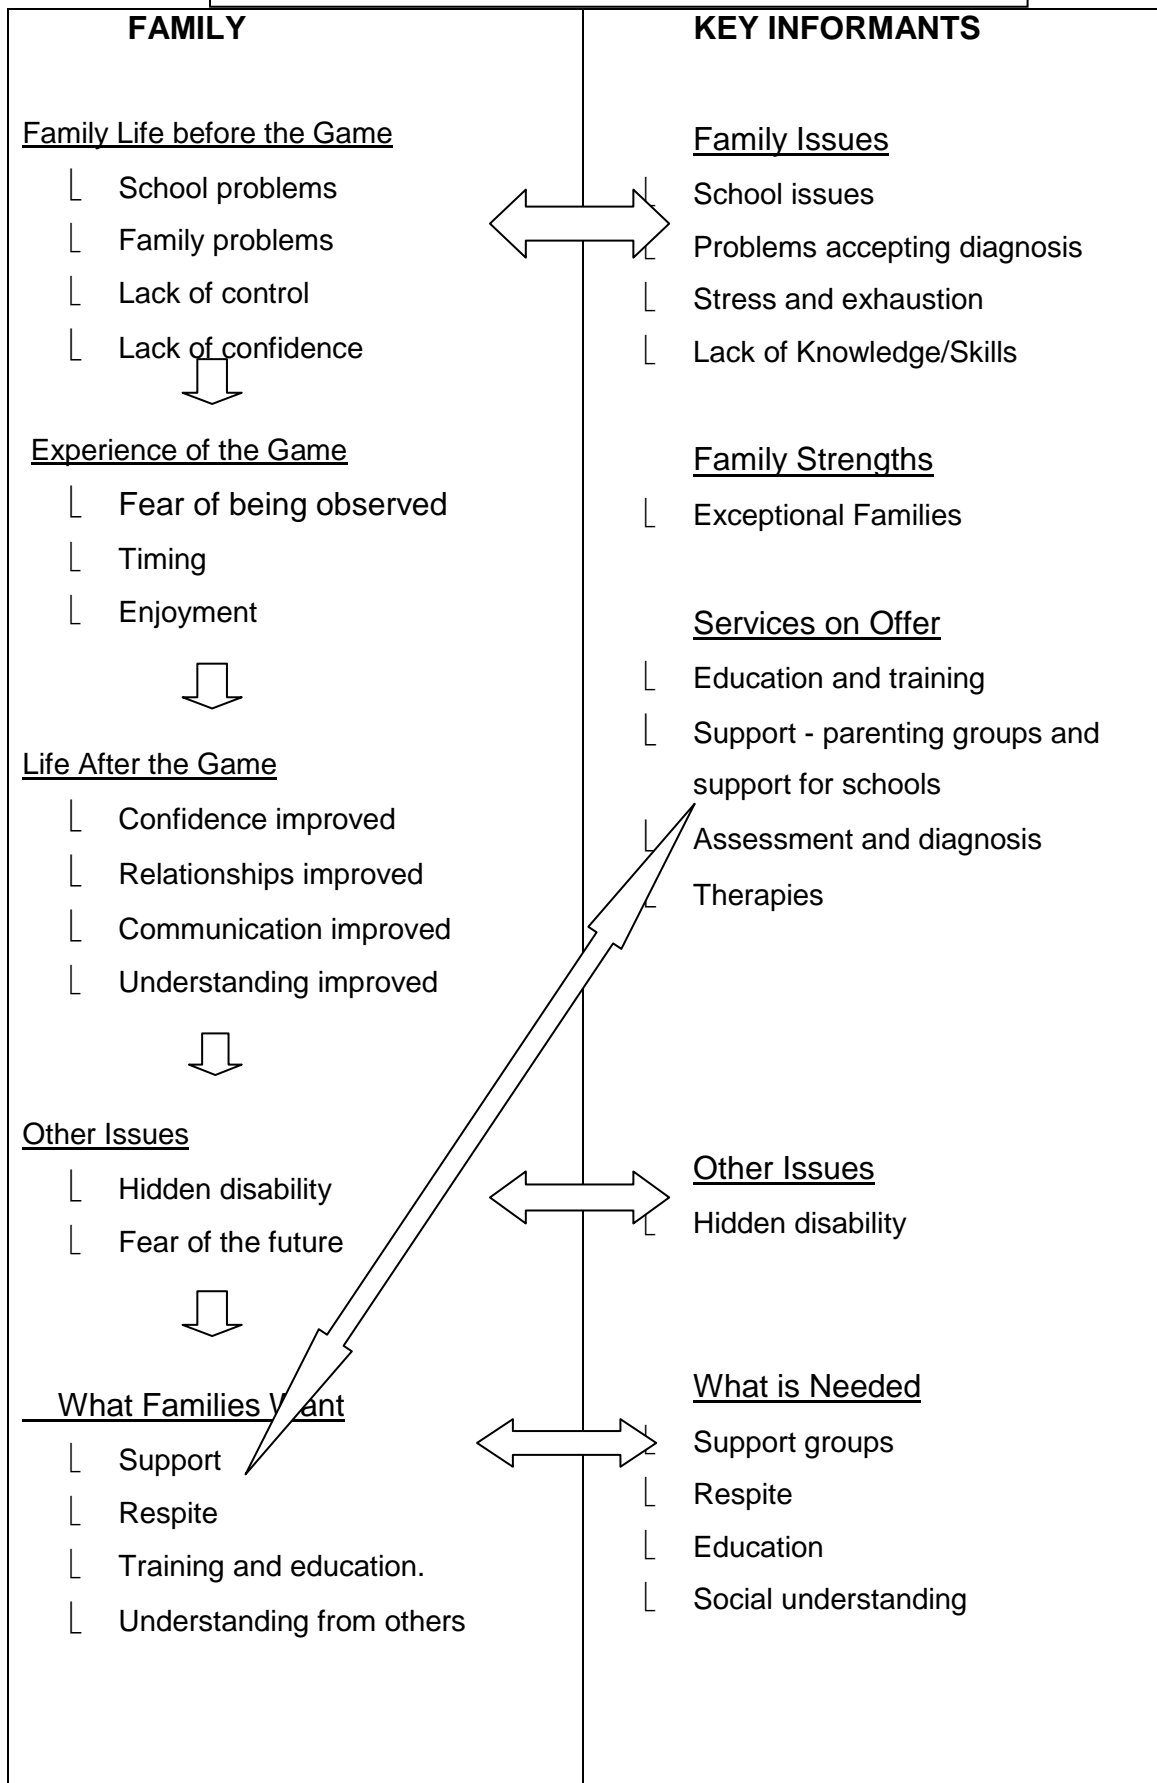 FAMILY
Family Life before the Game
School problems
Family problems
Lack of control
Lack of confidence
Experience of the Game
Fear of being observed
Timing
Enjoyment
Life After the Game
Confidence improved
Relationships improved
Communication improved
Understanding improved
Other Issues
Hidden disability
Fear of the future
What Families Want
Support
Respite
Training and education.
Understanding from others
KEY INFORMANTS
Family Issues
School issues
Problems accepting diagnosis
Stress and exhaustion
Lack of Knowledge/Skills
Family Strengths
Exceptional Families
Services on Offer
Education and training
Support - parenting groups and
support for schools
Assessment and diagnosis
Therapies
Other Issues
Hidden disability
What is Needed
Support groups
Respite
Education
Social understanding